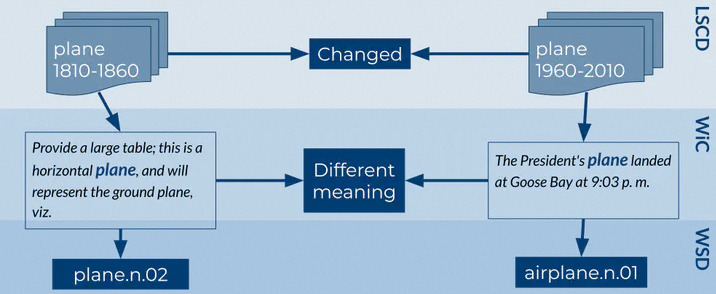 plane
1810-1860
Changed
plane
1960-2010
LSCD
Provide a large table; this is a
horizontal plane, and will
represent the ground plane,
viz.
Different
meaning
The President's plane landed
at Goose Bay at 9:03 p. m.
WiC
plane.n.02
airplane.n.01
WSD